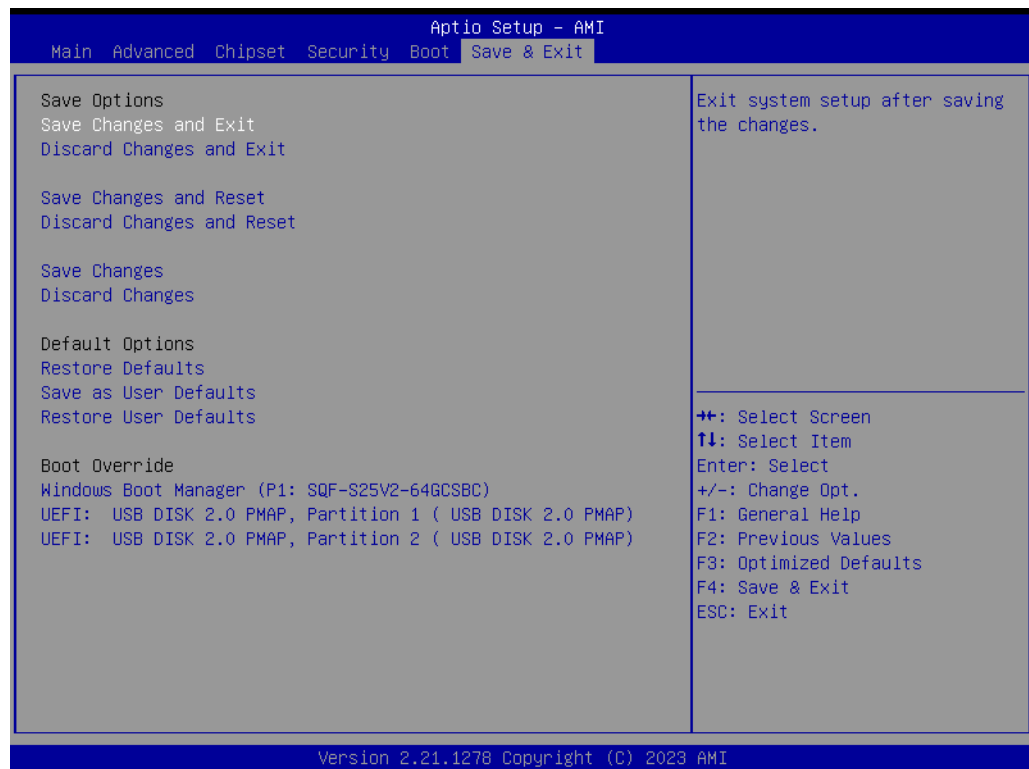 Aptio Setup – AMI
Main Advanced Chipset Security Boot Save & Exit
Save Options
Save Changes and Exit
Discard Changes and Exit
Save Changes and Reset
Discard Changes and Reset
Save Changes
Discard Changes
Default Options
Restore Defaults
Save as User Defaults
Restore User Defaults
Boot Override
Windows Boot Manager (P1: SQF-S25V2-64GCSBC)
UEFI: USB DISK 2.0 PMAP, Partition 1 ( USB DISK 2.0 PMAP)
UEFI: USB DISK 2.0 PMAP, Partition 2 ( USB DISK 2.0 PMAP)
Exit system setup after saving
the changes.
→←: Select Screen
↑↓: Select Item
Enter: Select
+/-: Change Opt.
F1: General Help
F2: Previous Values
F3: Optimized Defaults
F4: Save & Exit
ESC: Exit
Version 2.21.1278 Copyright (C) 2023 AMI